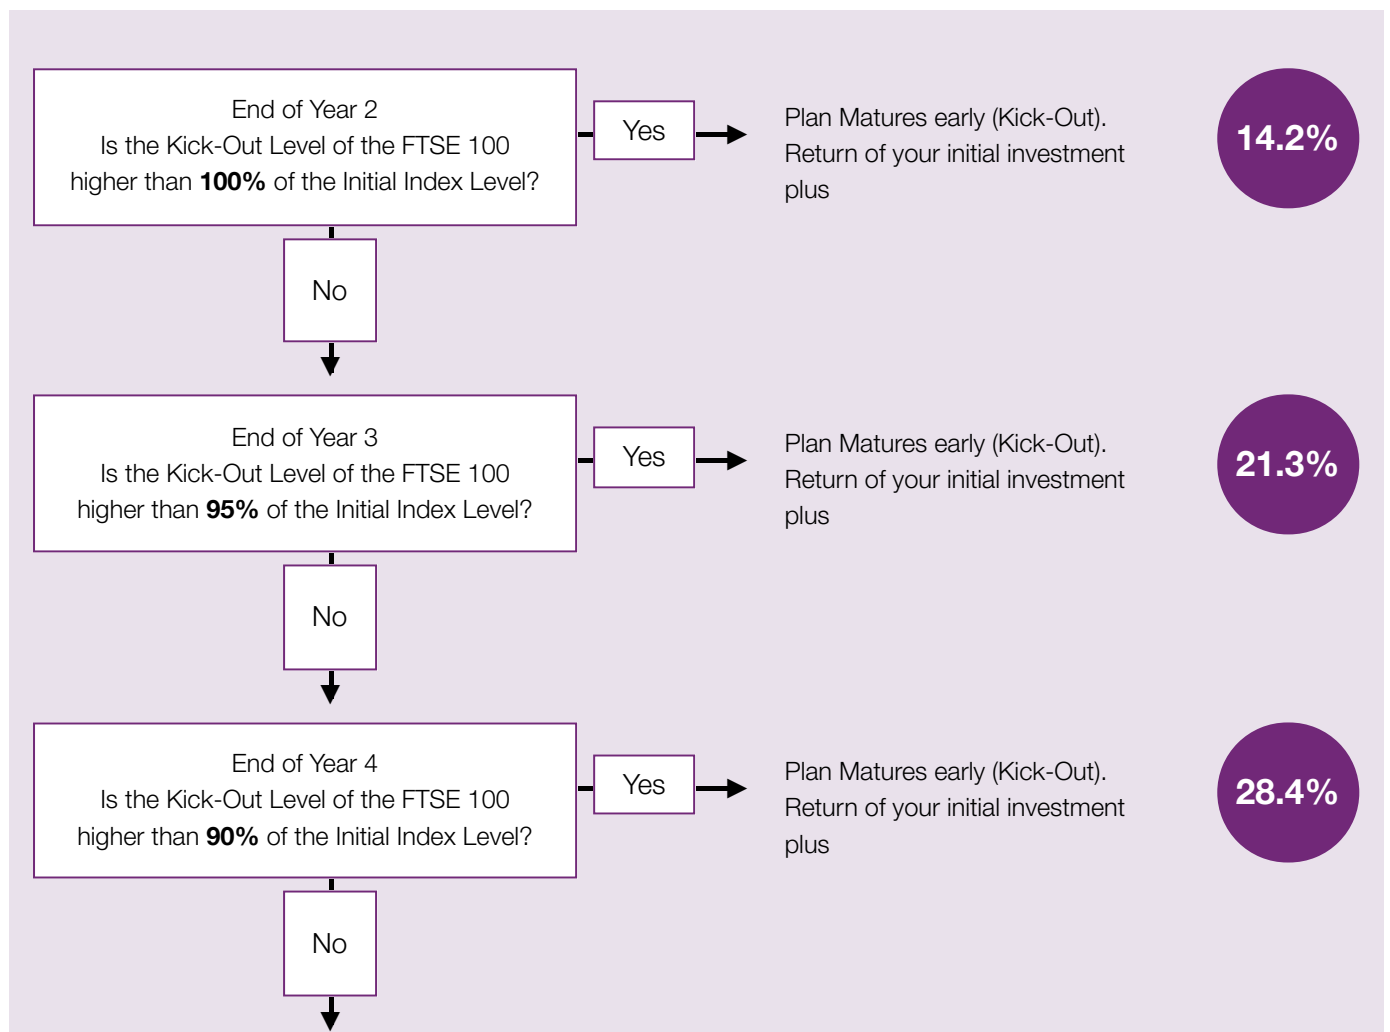 End of Year 2
Is the Kick-Out Level of the FTSE 100
higher than 100% of the Initial Index Level?
Yes
Plan Matures early (Kick-Out).
Return of your initial investment
plus
14.2%
No
End of Year 3
Is the Kick-Out Level of the FTSE 100
higher than 95% of the Initial Index Level?
Yes
Plan Matures early (Kick-Out).
Return of your initial investment
plus
21.3%
No
End of Year 4
Is the Kick-Out Level of the FTSE 100
higher than 90% of the Initial Index Level?
Yes
Plan Matures early (Kick-Out).
Return of your initial investment
plus
28.4%
No